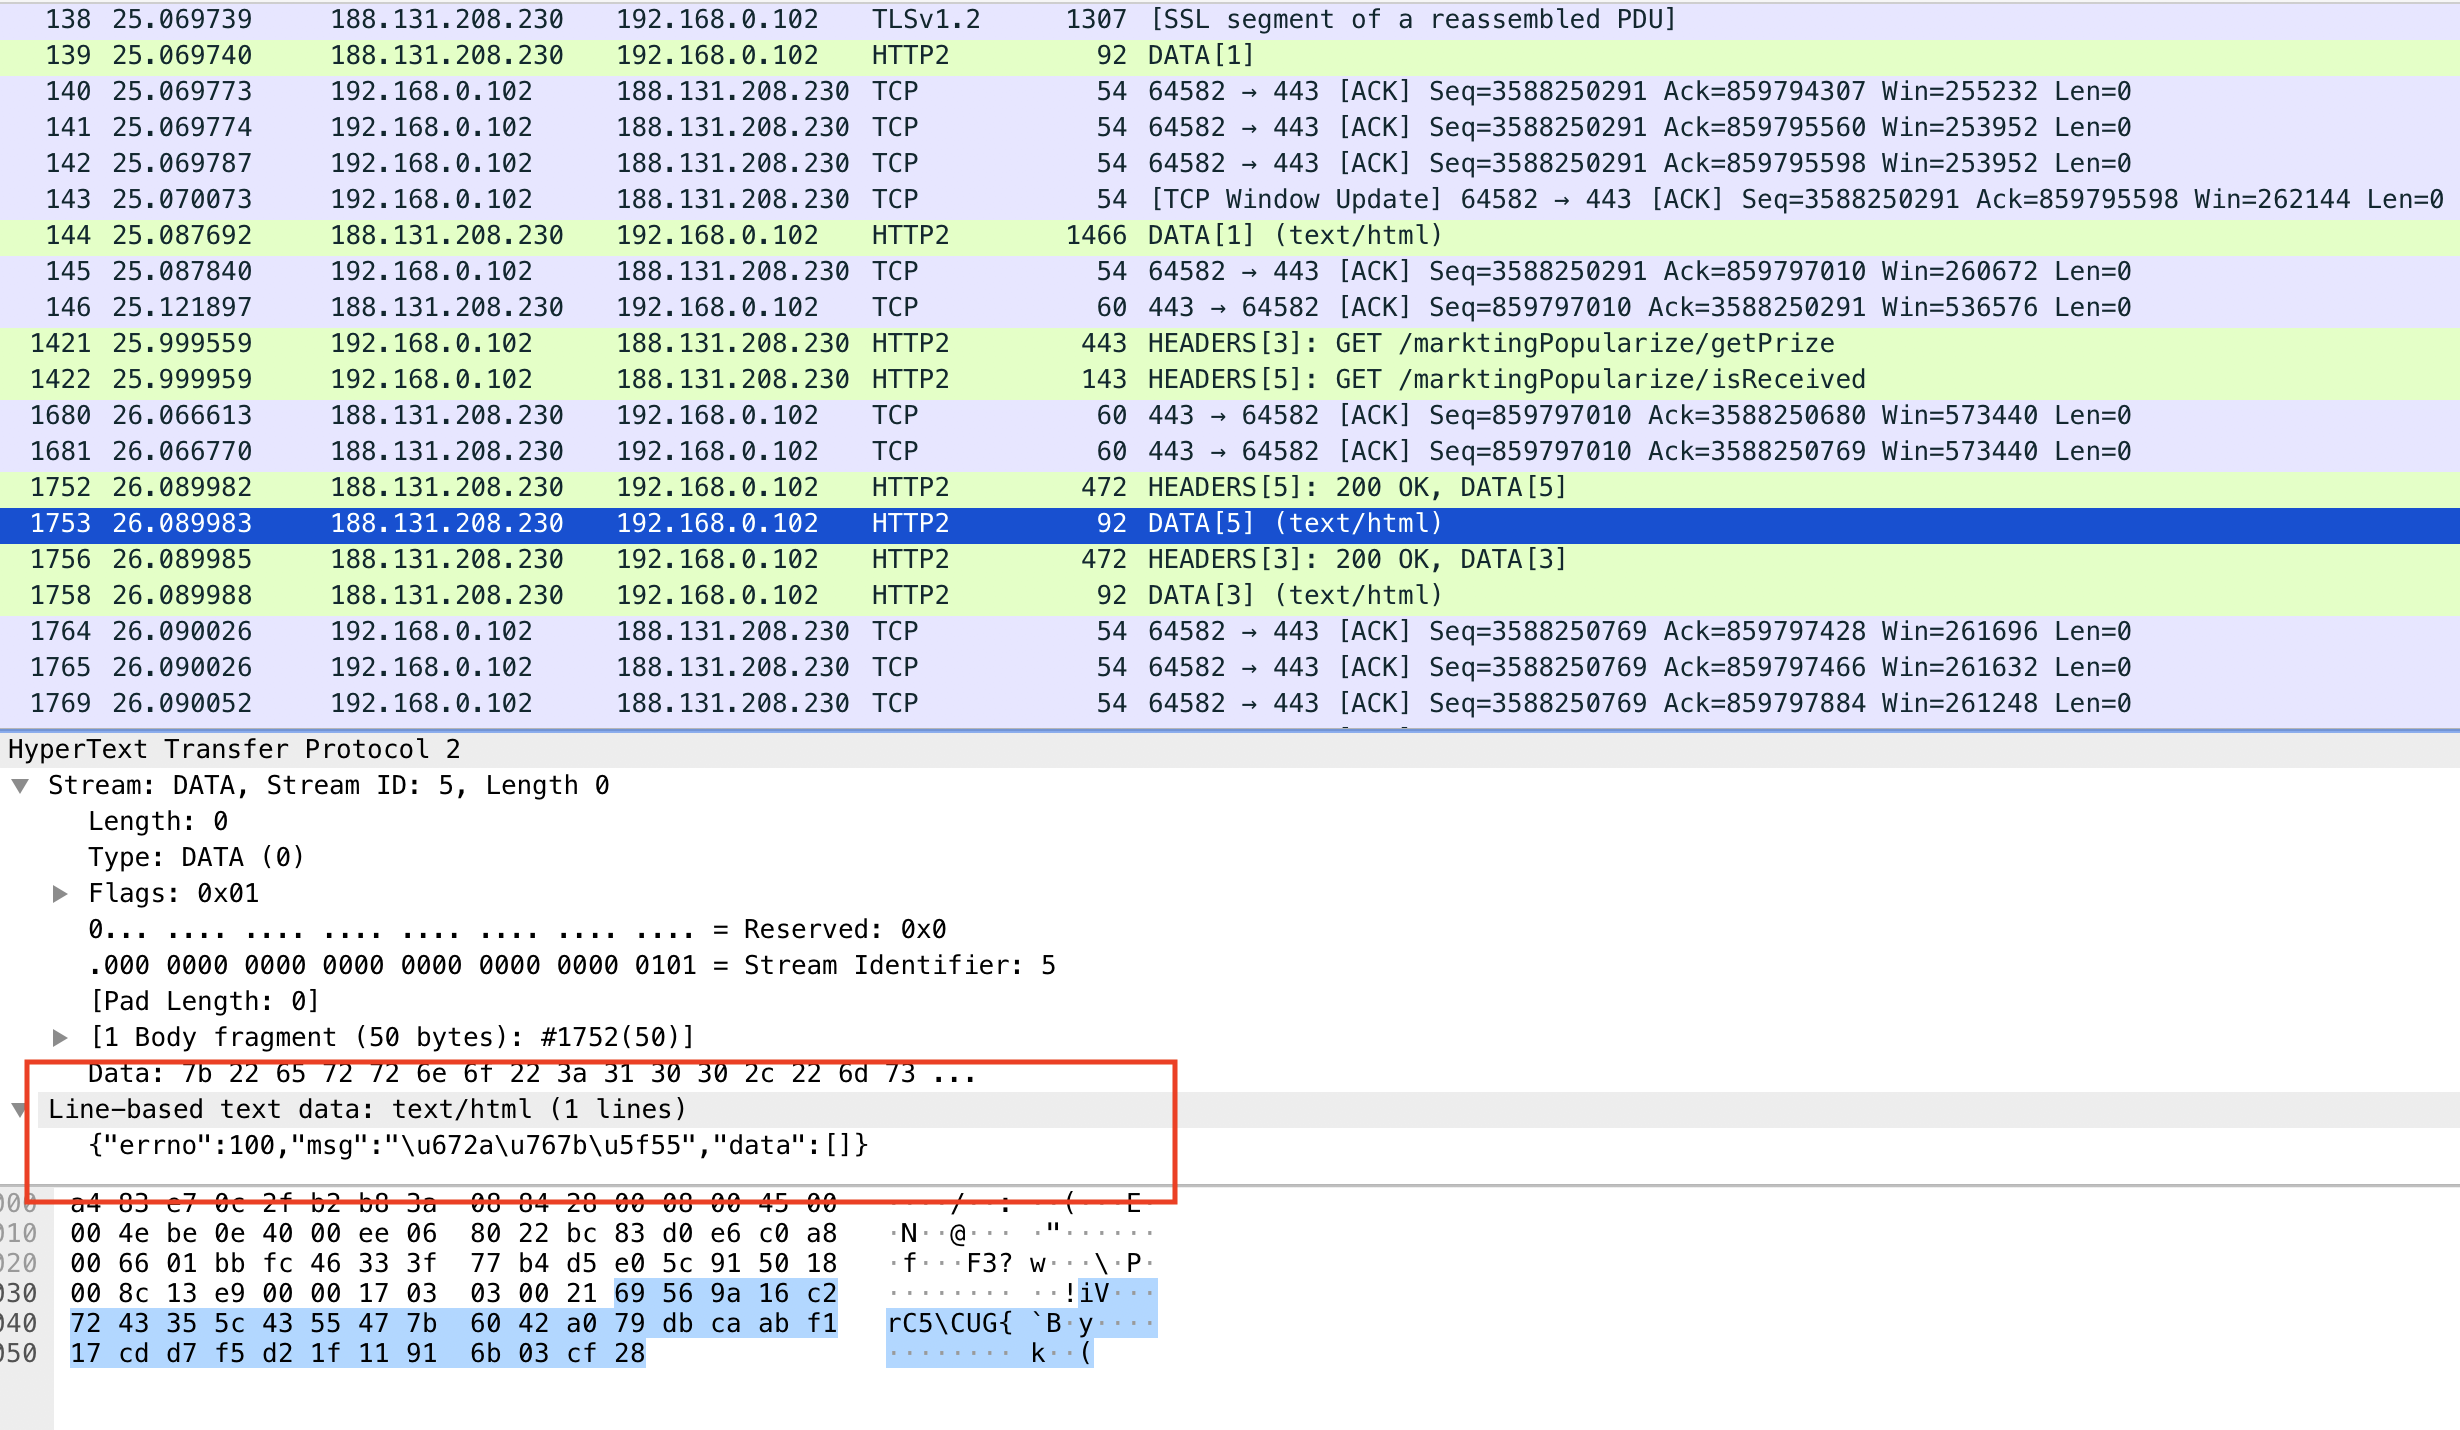 138 25.069739 188.131.208.230 192.168.0.102 TLSv1.2 1307 [SSL segment of a reassembled PDU]
139 25.069740 188.131.208.230 192.168.0.102 HTTP2 92 DATA[1]
140 25.069773 192.168.0.102 188.131.208.230 TCP 54 64582 → 443 [ACK] Seq=3588250291 Ack=859794307 Win=255232 Len=0
141 25.069774 192.168.0.102 188.131.208.230 TCP 54 64582 → 443 [ACK] Seq=3588250291 Ack=859795560 Win=253952 Len=0
142 25.069787 192.168.0.102 188.131.208.230 TCP 54 64582 → 443 [ACK] Seq=3588250291 Ack=859795598 Win=253952 Len=0
143 25.070073 192.168.0.102 188.131.208.230 TCP 54 [TCP Window Update] 64582 → 443 [ACK] Seq=3588250291 Ack=859795598 Win=262144 Len=0
144 25.087692 188.131.208.230 192.168.0.102 HTTP2 1466 DATA[1] (text/html)
145 25.087840 192.168.0.102 188.131.208.230 TCP 54 64582 → 443 [ACK] Seq=3588250291 Ack=859797010 Win=260672 Len=0
146 25.121897 188.131.208.230 192.168.0.102 TCP 60 443 → 64582 [ACK] Seq=859797010 Ack=3588250291 Win=536576 Len=0
1421 25.999559 192.168.0.102 188.131.208.230 HTTP2 443 HEADERS[3]: GET /marktingPopularize/getPrize
1422 25.999959 192.168.0.102 188.131.208.230 HTTP2 143 HEADERS[5]: GET /marktingPopularize/isReceived
1680 26.066613 188.131.208.230 192.168.0.102 TCP 60 443 → 64582 [ACK] Seq=859797010 Ack=3588250680 Win=573440 Len=0
1681 26.066770 188.131.208.230 192.168.0.102 TCP 60 443 → 64582 [ACK] Seq=859797010 Ack=3588250769 Win=573440 Len=0
1752 26.089982 188.131.208.230 192.168.0.102 HTTP2 472 HEADERS[5]: 200 OK, DATA[5]
1753 26.089983 188.131.208.230 192.168.0.102 HTTP2 92 DATA[5] (text/html)
1756 26.089985 188.131.208.230 192.168.0.102 HTTP2 472 HEADERS[3]: 200 OK, DATA[3]
1758 26.089988 188.131.208.230 192.168.0.102 HTTP2 92 DATA[3] (text/html)
1764 26.090026 192.168.0.102 188.131.208.230 TCP 54 64582 → 443 [ACK] Seq=3588250769 Ack=859797428 Win=261696 Len=0
1765 26.090026 192.168.0.102 188.131.208.230 TCP 54 64582 → 443 [ACK] Seq=3588250769 Ack=859797466 Win=261632 Len=0
1769 26.090052 192.168.0.102 188.131.208.230 TCP 54 64582 → 443 [ACK] Seq=3588250769 Ack=859797884 Win=261248 Len=0
HyperText Transfer Protocol 2
Stream: DATA, Stream ID: 5, Length 0
Length: 0
Type: DATA (0)
Flags: 0x01
0... .... .... .... .... .... .... .... = Reserved: 0x0
.000 0000 0000 0000 0000 0000 0000 0101 = Stream Identifier: 5
[Pad Length: 0]
[1 Body fragment (50 bytes): #1752(50)]
Data: 7b 22 65 72 72 6e 6f 22 3a 31 30 30 2c 22 6d 73 ...
Line-based text data: text/html (1 lines)
{"errno":100,"msg":"\u672a\u767b\u5f55","data":[]}
000 a4 83 e7 0c 2f b2 b8 3a 08 84 28 00 08 00 45 00 ····/··: ··(···E·
010 00 4e be 0e 40 00 ee 06 80 22 bc 83 d0 e6 c0 a8 ·N··@··· ·"······
020 00 66 01 bb fc 46 33 3f 77 b4 d5 e0 5c 91 50 18 ·f···F3? w···\·P·
030 00 8c 13 e9 00 00 17 03 03 00 21 69 56 9a 16 c2 ········ ··!iV···
040 72 43 35 5c 43 55 47 7b 60 42 a0 79 db ca ab f1 rC5\CUG{ `B·y····
050 17 cd d7 f5 d2 1f 11 91 6b 03 cf 28 ········ k··(